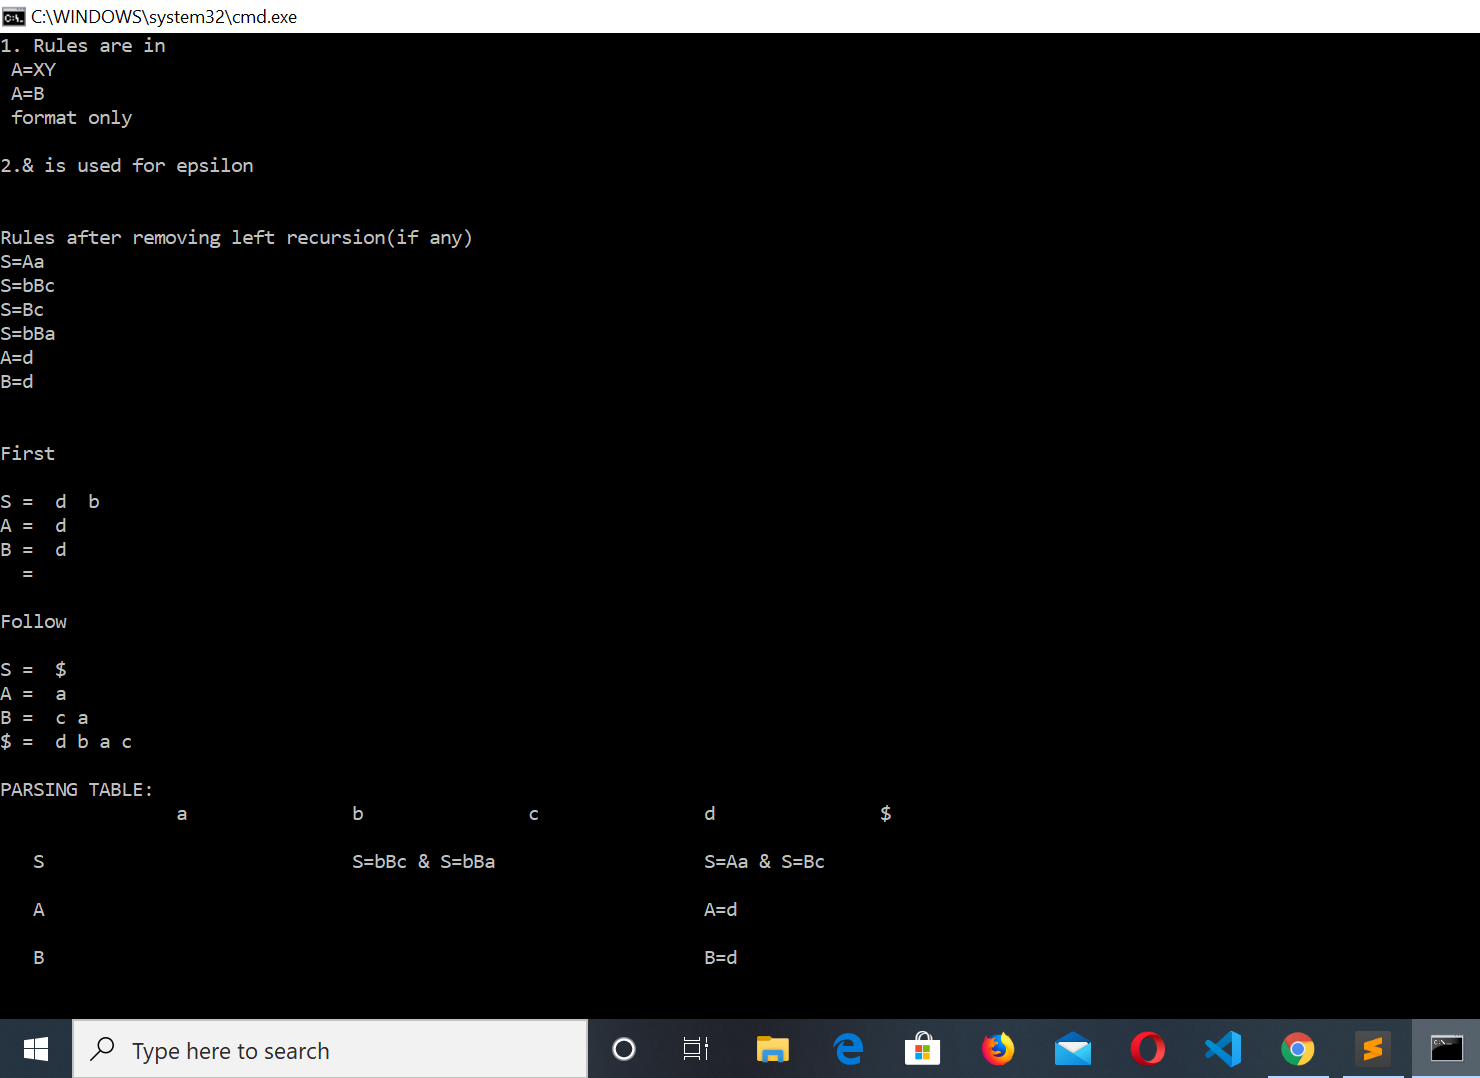 C:\WINDOWS\system32\cmd.exe
1. Rules are in
A=XY
A=B
format only
2.& is used for epsilon
Rules after removing left recursion(if any)
S=Aa
S=bBc
S=Bc
S=bBa
A=d
B=d
First
S =  d  b
A =  d
B =  d
=
Follow
S =  $
A =  a
B =  c a
$ =  d b a c
PARSING TABLE:
a b c d $
S S=bBc & S=bBa S=Aa & S=Bc
A A=d
B B=d
Type here to search